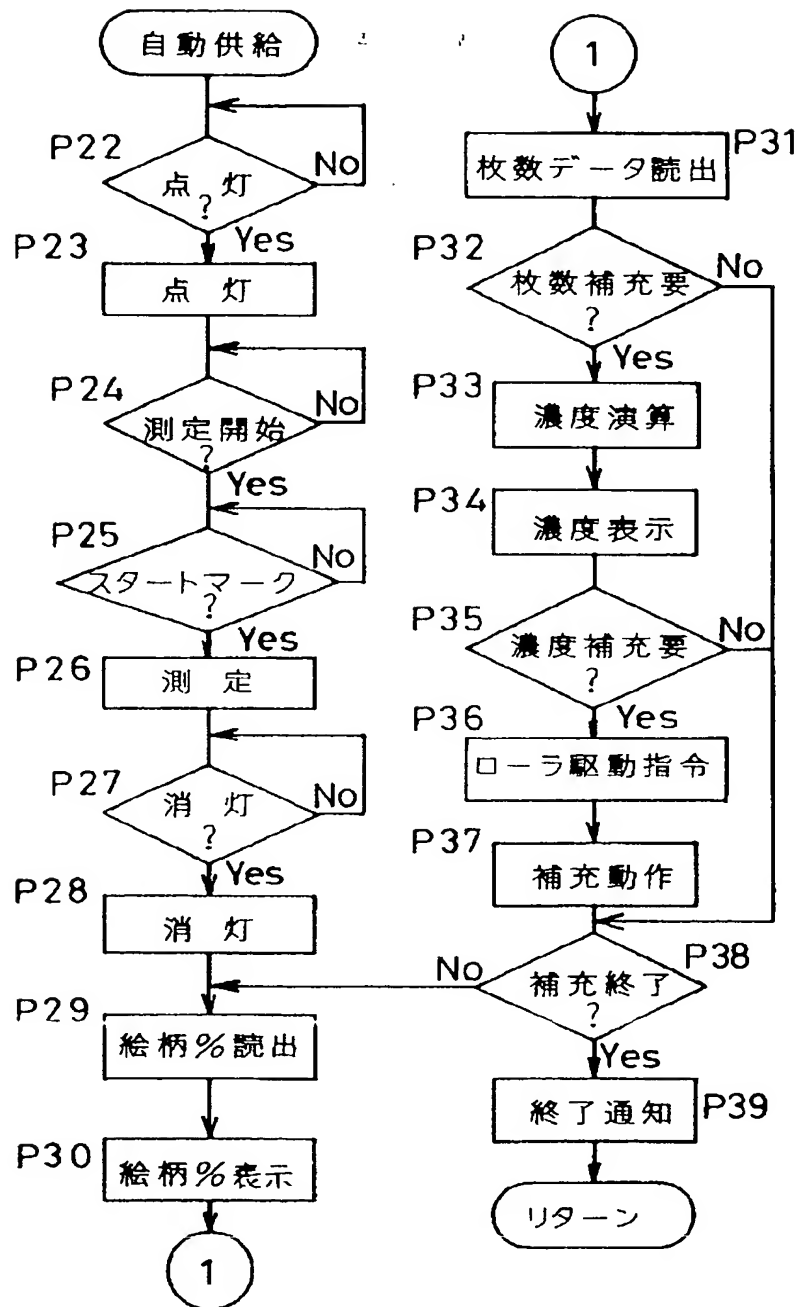 自動供給
P22
点灯
?
No
Yes
P23
点灯
P24
測定開始
?
No
Yes
P25
スタートマーク
?
No
Yes
P26
測定
P27
消灯
?
No
Yes
P28
消灯
P29
絵柄%読出
P30
絵柄%表示
1
1
P31
枚数データ読出
P32
枚数補充要
?
No
Yes
P33
濃度演算
P34
濃度表示
P35
濃度補充要
?
No
Yes
P36
ローラ駆動指令
P37
補充動作
P38
補充終了
?
No
Yes
P39
終了通知
リターン